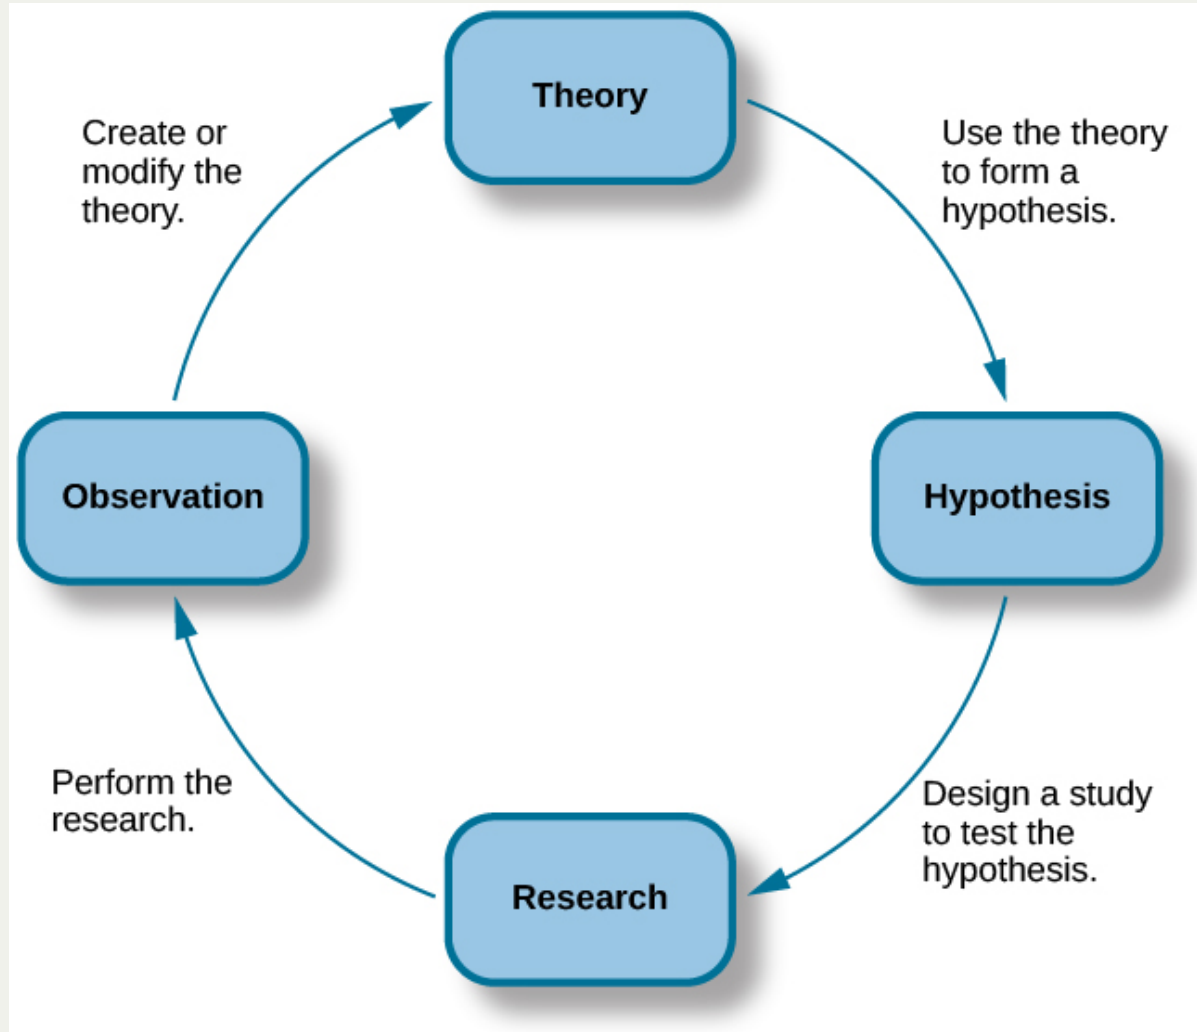 Theory
Use the theory
to form a
hypothesis.
Hypothesis
Design a study
to test the
hypothesis.
Research
Perform the
research.
Observation
Create or
modify the
theory.